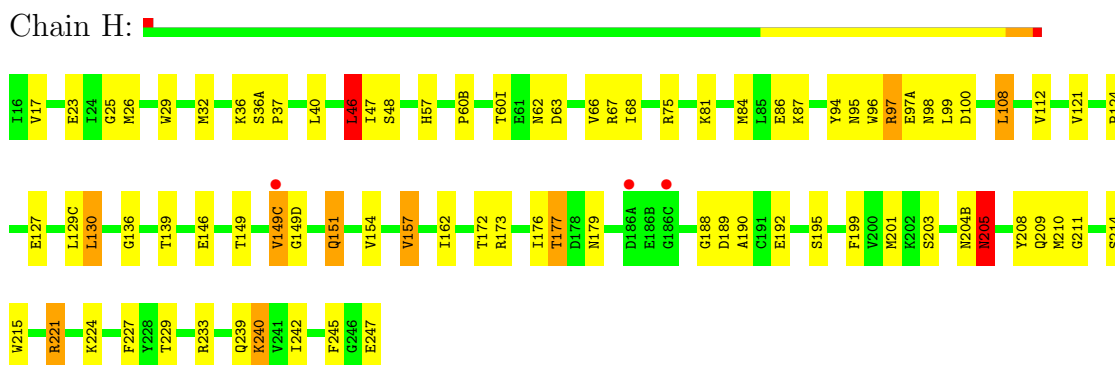 Chain H:
I16 V17 E23 I24 G25 M26 W29 M32 K36 S36A P37 L40 L46 I47 S48 H57 P60B T60I E61 N62 D63 V66 R67 I68 R75 K81 M84 L85 E86 K87 Y94 N95 W96 R97 E97A N98 L99 D100 L108 V112 V121
E127 L129C L130 G136 T139 E146 T149 V149C G149D Q151 V154 V157 I162 T172 R173 I176 T177 D178 N179 D186A E186B G186C G188 D189 A190 C191 E192 S195 F199 V200 M201 K202 S203 N204B N205 Y208 Q209 M210 G211 S214
W215 R221 K224 F227 Y228 T229 R233 Q239 K240 V241 I242 F245 G246 E247